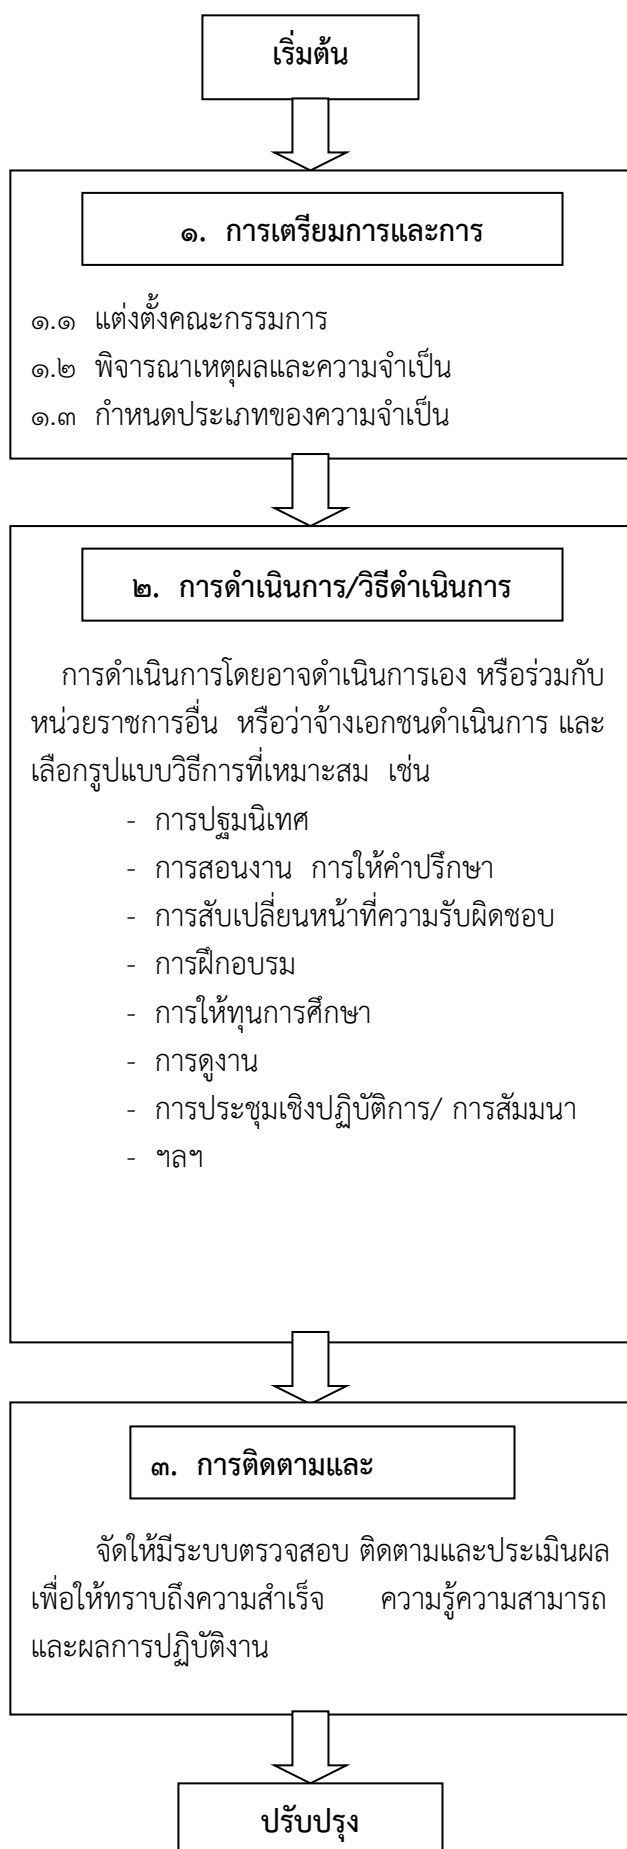 เริ่มต้น
๑. การเตรียมการและการ
๑.๑ แต่งตั้งคณะกรรมการ
๑.๒ พิจารณาเหตุผลและความจำเป็น
๑.๓ กำหนดประเภทของความจำเป็น
๒. การดำเนินการ/วิธีดำเนินการ
การดำเนินการโดยอาจดำเนินการเอง หรือร่วมกับ
หน่วยราชการอื่น หรือว่าจ้างเอกชนดำเนินการ และ
เลือกรูปแบบวิธีการที่เหมาะสม เช่น
- การปฐมนิเทศ
- การสอนงาน การให้คำปรึกษา
- การสับเปลี่ยนหน้าที่ความรับผิดชอบ
- การฝึกอบรม
- การให้ทุนการศึกษา
- การดูงาน
- การประชุมเชิงปฏิบัติการ/ การสัมมนา
- ฯลฯ
๓. การติดตามและ
จัดให้มีระบบตรวจสอบ ติดตามและประเมินผล
เพื่อให้ทราบถึงความสำเร็จ ความรู้ความสามารถ
และผลการปฏิบัติงาน
ปรับปรุง